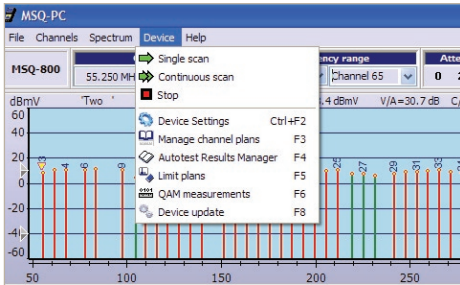 MSQ-PC
File Channels Spectrum Device Help
MSQ-800
55.250 MH
ency range
Channel 65
Atte
0 2
Single scan
Continuous scan
Stop
Device Settings Ctrl+F2
Manage channel plans F3
Autotest Results Manager F4
Limit plans F5
QAM measurements F6
Device update F8
dBmV 'Two ' .4 dBmV V/A=30.7 dB C/
60
40
20
0
-20
-40
-60
3 4 6 9 25 27 29 31 33
50 100 150 200 250